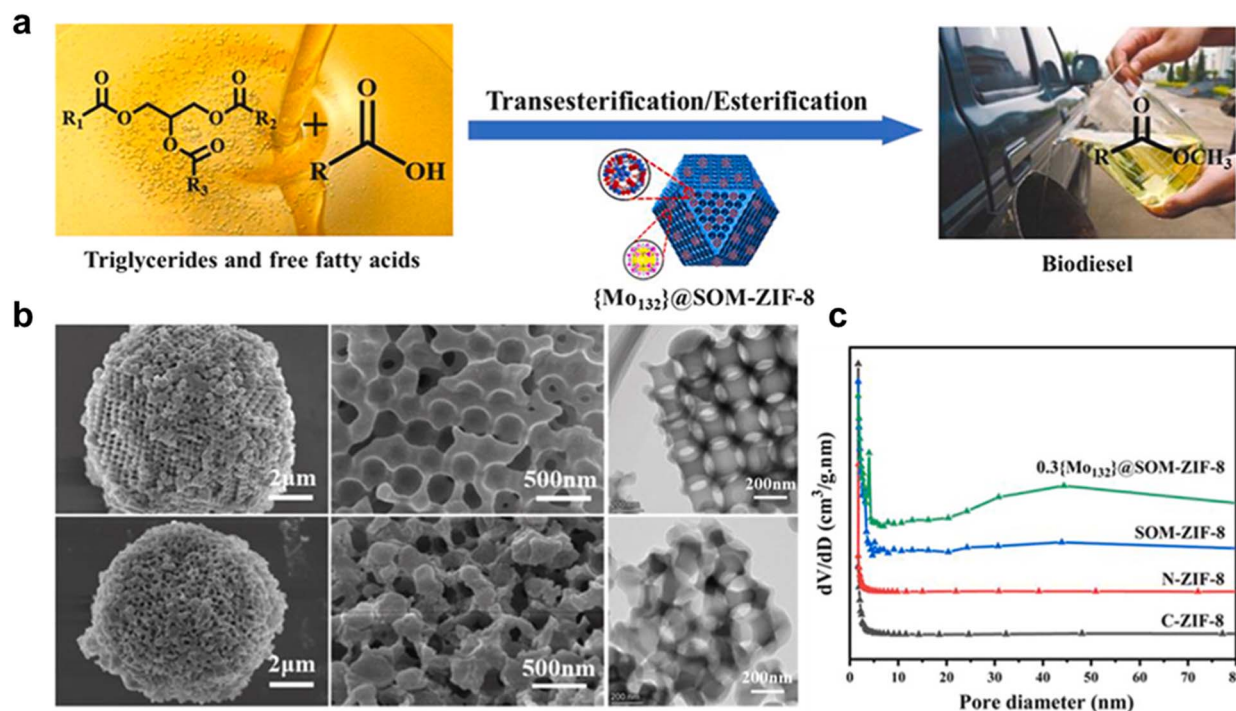 a
O
R₁
O
O
R₂
O
O
R₃
+
O
R
OH
Triglycerides and free fatty acids
Transesterification/Esterification
{Mo₁₃₂}@SOM-ZIF-8
O
R
OCH₃
Biodiesel
b
2μm
500nm
200nm
2μm
500nm
200nm
200 nm
c
dV/dD (cm³/g.nm)
0.3{Mo₁₃₂}@SOM-ZIF-8
SOM-ZIF-8
N-ZIF-8
C-ZIF-8
0 10 20 30 40 50 60 70 80
Pore diameter (nm)